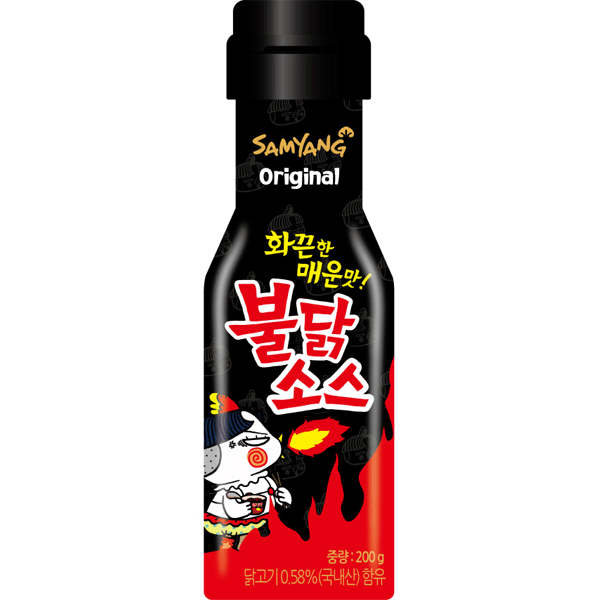 SAMYANG
Original
화끈한
매운맛!
불닭
소스
중량 : 200 g
닭고기 0.58% (국내산) 함유